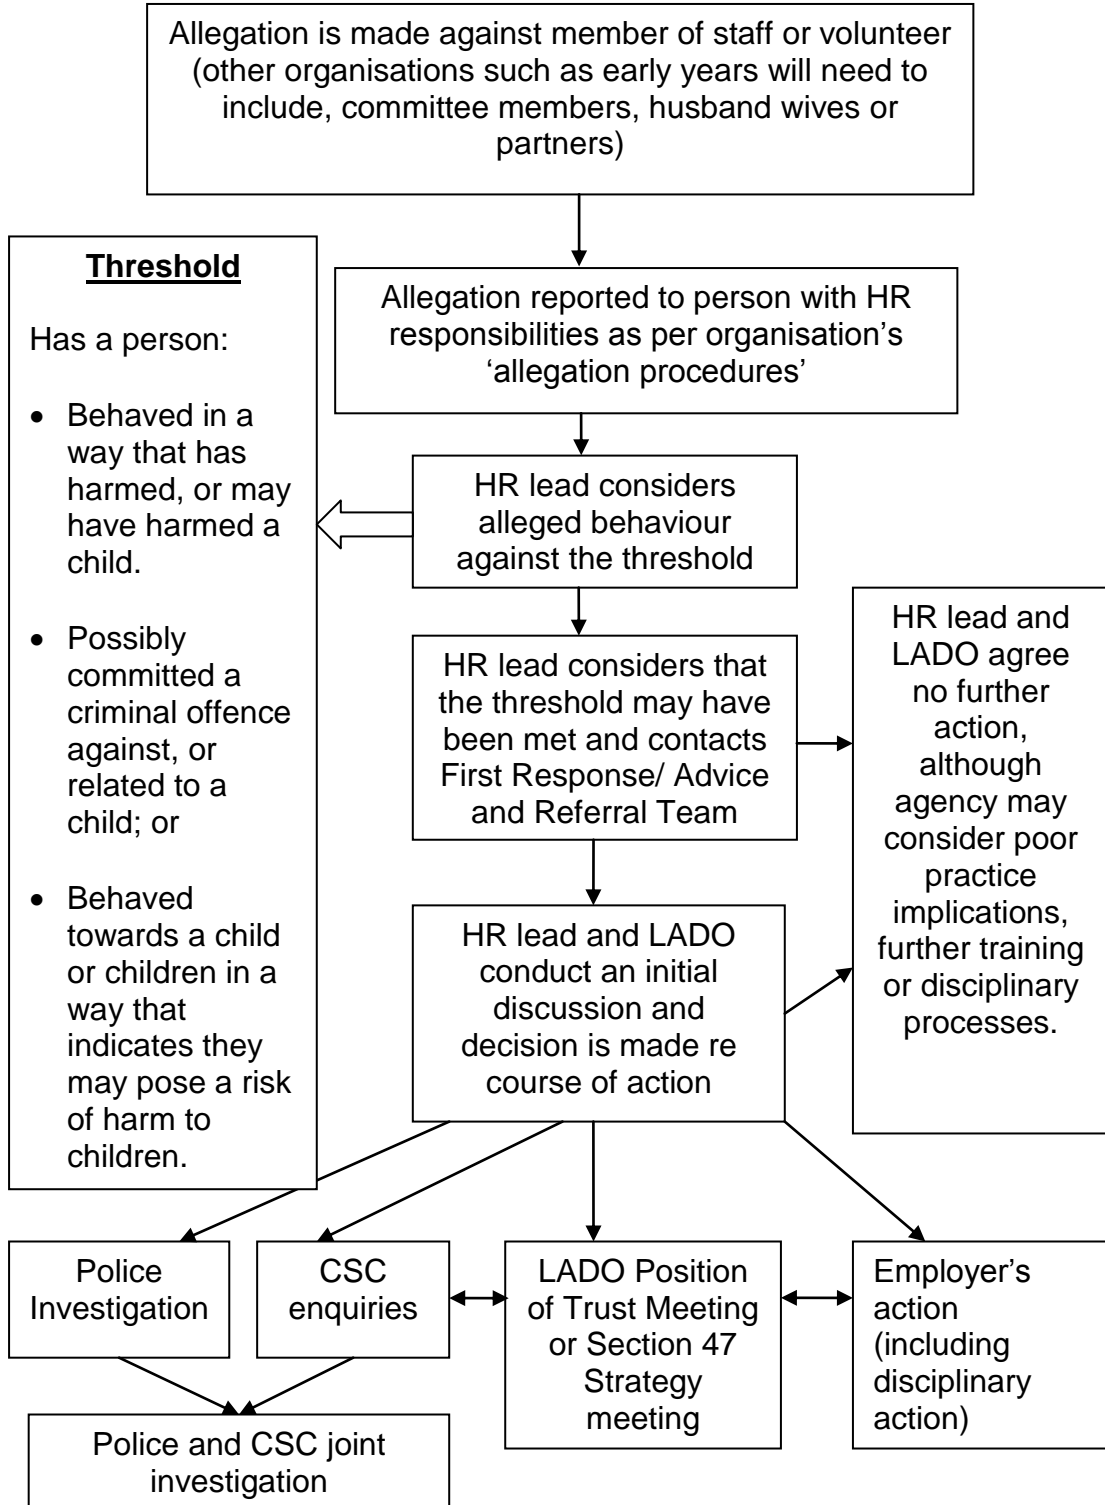 Allegation is made against member of staff or volunteer
(other organisations such as early years will need to
include, committee members, husband wives or
partners)
Threshold
Has a person:
• Behaved in a
way that has
harmed, or may
have harmed a
child.
• Possibly
committed a
criminal offence
against, or
related to a
child; or
• Behaved
towards a child
or children in a
way that
indicates they
may pose a risk
of harm to
children.
Allegation reported to person with HR
responsibilities as per organisation’s
‘allegation procedures’
HR lead considers
alleged behaviour
against the threshold
HR lead considers that
the threshold may have
been met and contacts
First Response/ Advice
and Referral Team
HR lead and
LADO agree
no further
action,
although
agency may
consider poor
practice
implications,
further training
or disciplinary
processes.
HR lead and LADO
conduct an initial
discussion and
decision is made re
course of action
Police
Investigation
CSC
enquiries
LADO Position
of Trust Meeting
or Section 47
Strategy
meeting
Employer’s
action
(including
disciplinary
action)
Police and CSC joint
investigation